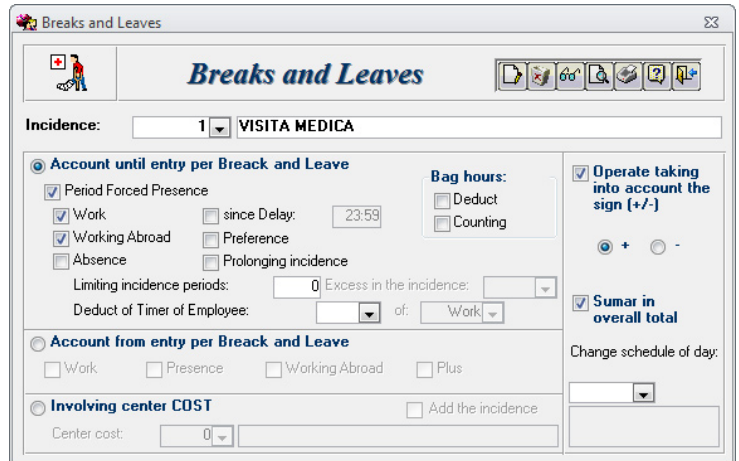 Breaks and Leaves
Breaks and Leaves
Incidence: 1 VISITA MEDICA
Account until entry per Breack and Leave
Period Forced Presence
Work since Delay: 23:59
Working Abroad Preference
Absence Prolonging incidence
Limiting incidence periods: 0 Excess in the incidence:
Deduct of Timer of Employee: of: Work
Bag hours:
Deduct
Counting
Account from entry per Breack and Leave
Work Presence Working Abroad Plus
Involving center COST Add the incidence
Center cost: 0
Operate taking
into account the
sign (+/-)
+ -
Sumar in
overall total
Change schedule of day: